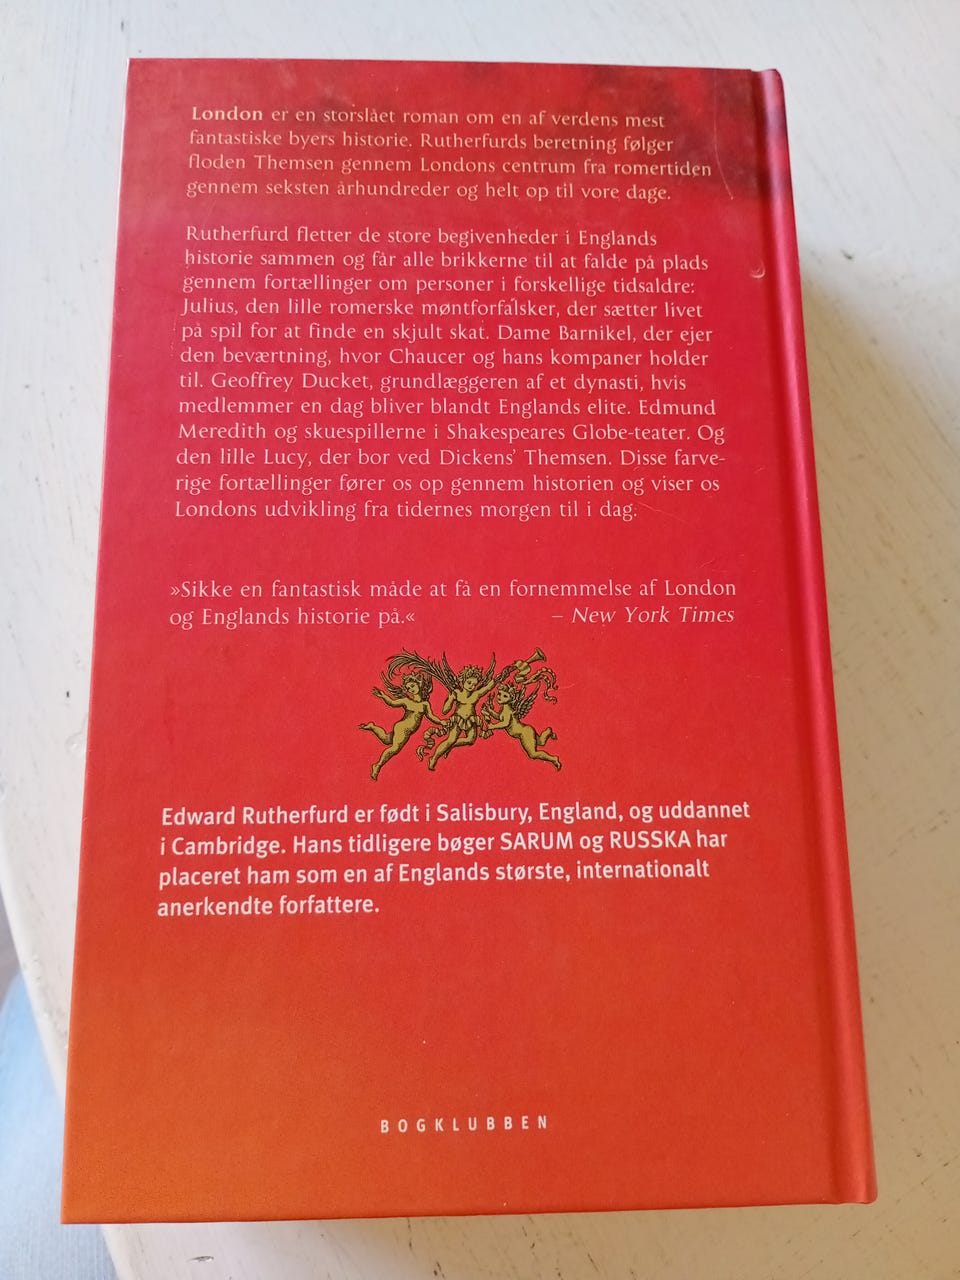 London er en storslået roman om en af verdens mest
fantastiske byers historie. Rutherfurds beretning følger
floden Themsen gennem Londons centrum fra romertiden
gennem seksten århundreder og helt op til vore dage.
Rutherfurd fletter de store begivenheder i Englands
historie sammen og får alle brikkerne til at falde på plads
gennem fortællinger om personer i forskellige tidsaldre:
Julius, den lille romerske møntforfalsker, der sætter livet
på spil for at finde en skjult skat. Dame Barnikel, der ejer
den beværtning, hvor Chaucer og hans kompaner holder
til. Geoffrey Ducket, grundlæggeren af et dynasti, hvis
medlemmer en dag bliver blandt Englands elite. Edmund
Meredith og skuespillerne i Shakespeares Globe-teater. Og
den lille Lucy, der bor ved Dickens' Themsen. Disse farve-
rige fortællinger fører os op gennem historien og viser os
Londons udvikling fra tidernes morgen til i dag.
»Sikke en fantastisk måde at få en fornemmelse af London
og Englands historie på.« – New York Times
Edward Rutherfurd er født i Salisbury, England, og uddannet
i Cambridge. Hans tidligere bøger SARUM og RUSSKA har
placeret ham som en af Englands største, internationalt
anerkendte forfattere.
BOGKLUBBEN